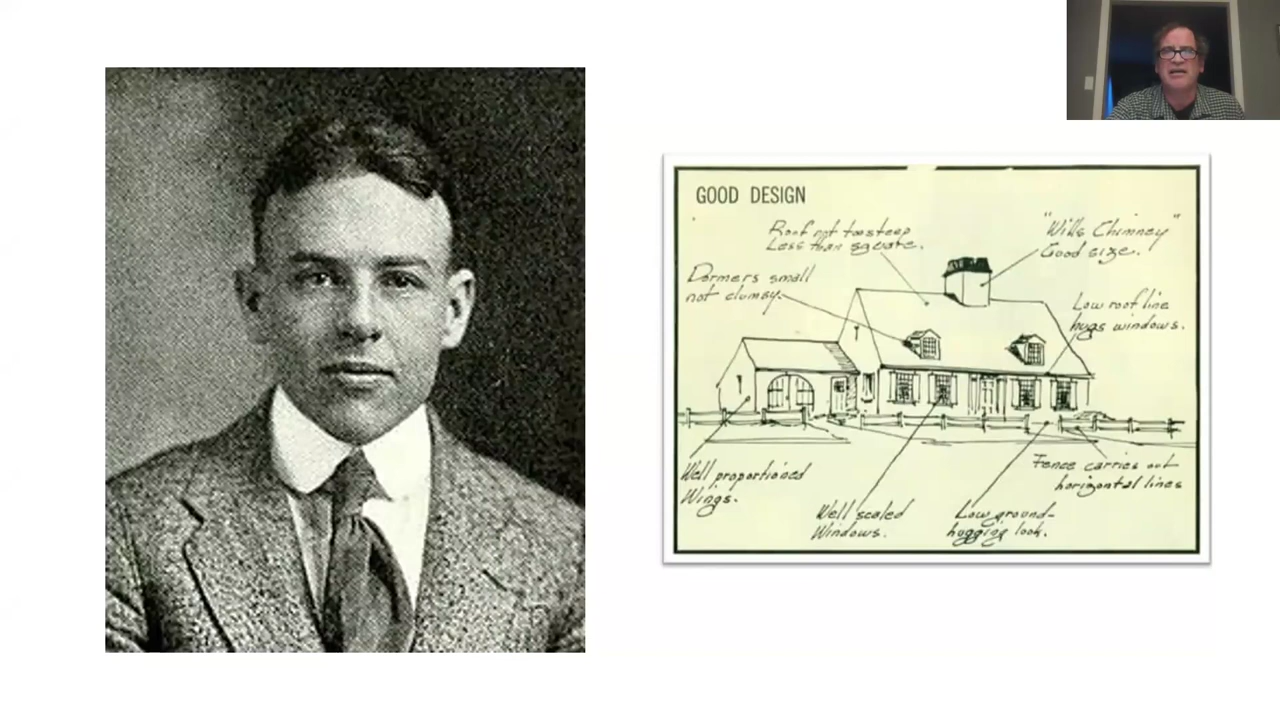 GOOD DESIGN
Roof not too steep
Less than square.
"Wills Chimney"
Good size.
Dormers small
not clumsy.
Low roof line
hugs windows.
Well proportioned
Wings.
Well scaled
Windows.
Low ground-
hugging look.
Fence carries out
horizontal lines